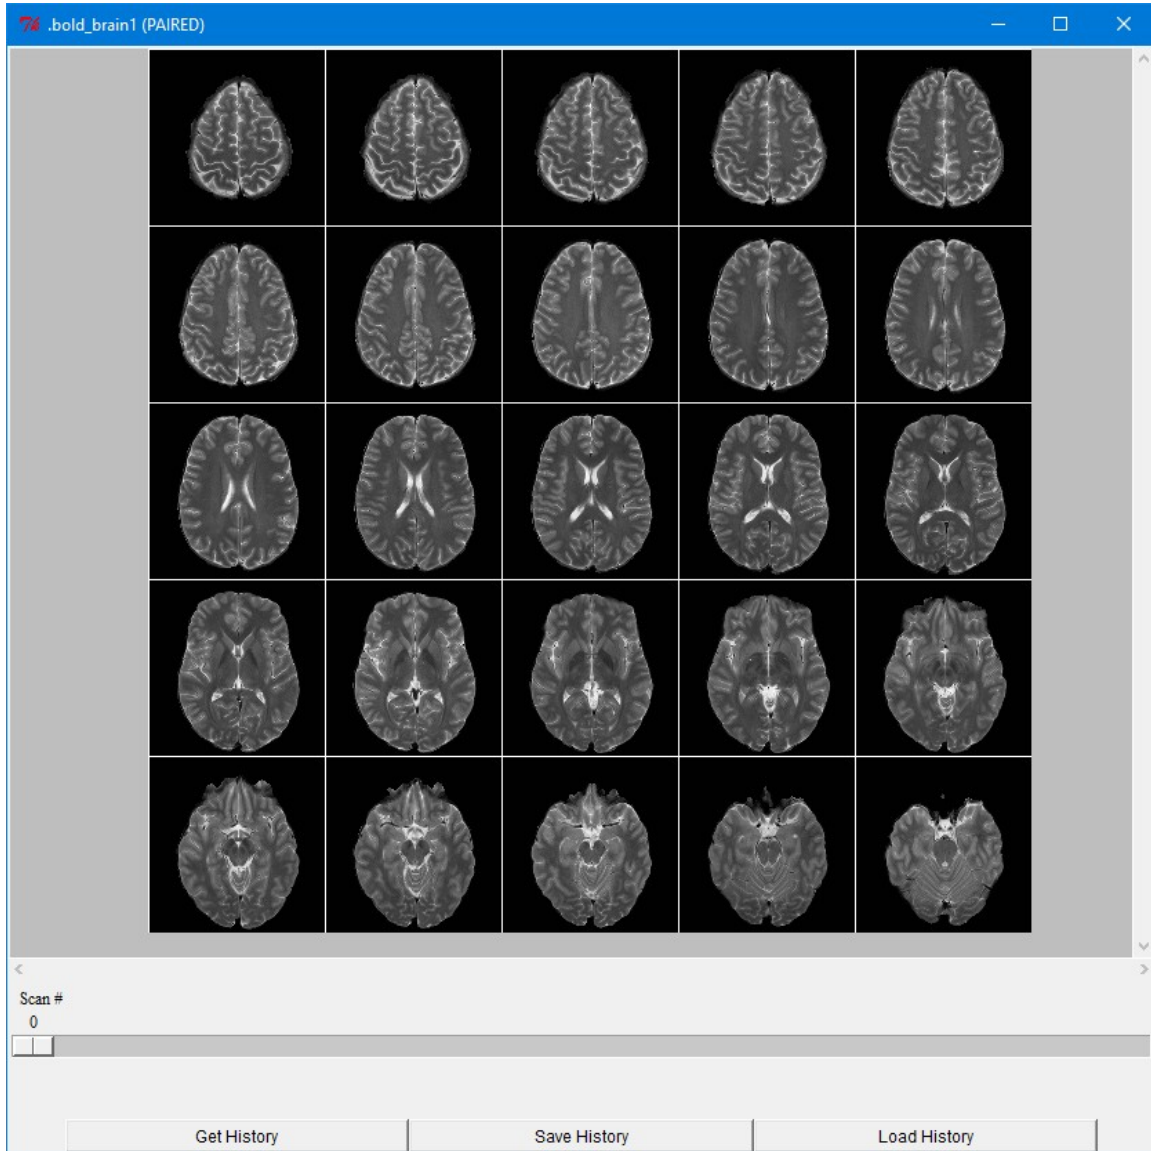 .bold_brain1 (PAIRED)
Scan #
0
Get History
Save History
Load History